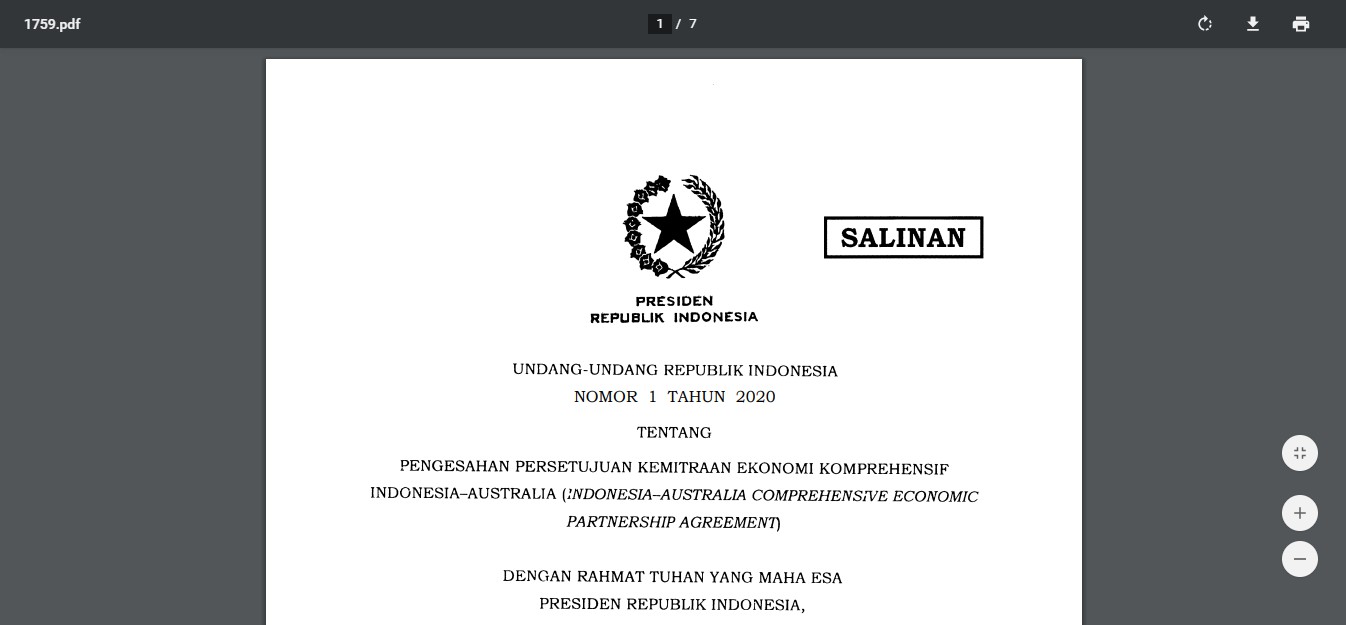 1759.pdf
1 / 7
SALINAN
PRESIDEN
REPUBLIK INDONESIA
UNDANG-UNDANG REPUBLIK INDONESIA
NOMOR 1 TAHUN 2020
TENTANG
PENGESAHAN PERSETUJUAN KEMITRAAN EKONOMI KOMPREHENSIF
INDONESIA–AUSTRALIA (INDONESIA–AUSTRALIA COMPREHENSIVE ECONOMIC
PARTNERSHIP AGREEMENT)
DENGAN RAHMAT TUHAN YANG MAHA ESA
PRESIDEN REPUBLIK INDONESIA,